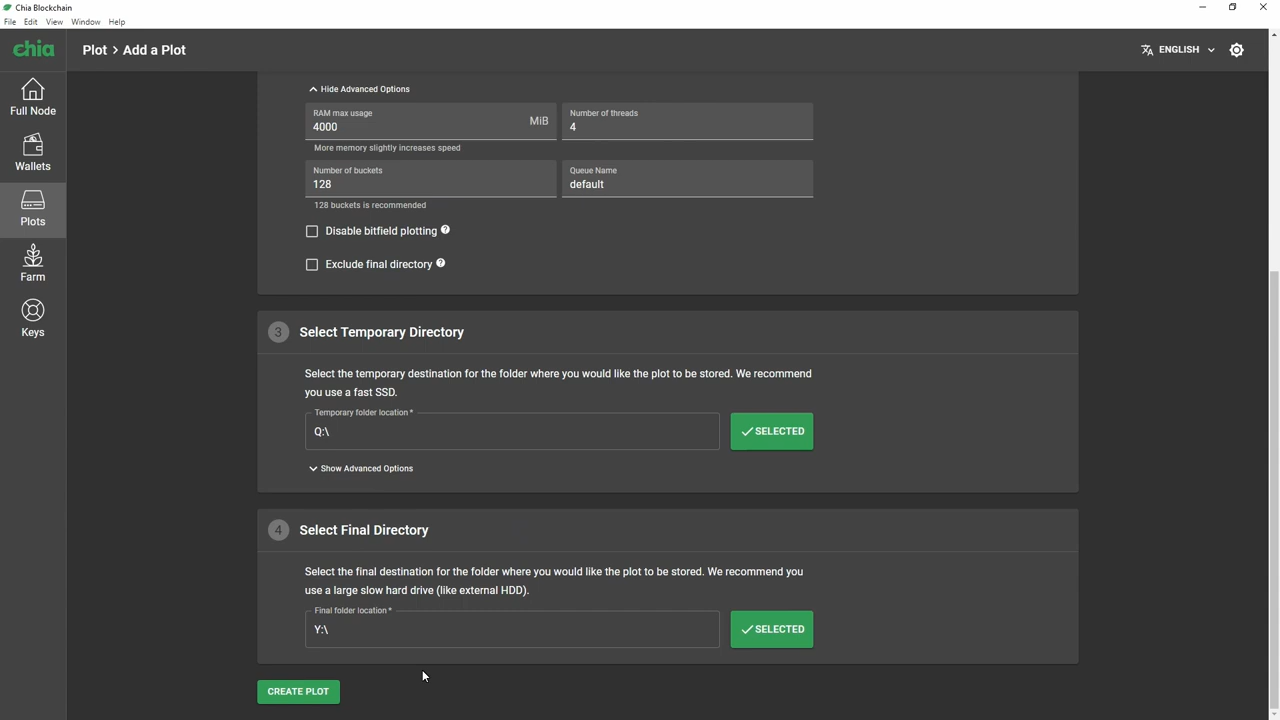 Chia Blockchain
File Edit View Window Help
chia
Plot > Add a Plot
ENGLISH
Full Node
Wallets
Plots
Farm
Keys
Hide Advanced Options
RAM max usage
4000 MiB
More memory slightly increases speed
Number of threads
4
Number of buckets
128
128 buckets is recommended
Queue Name
default
Disable bitfield plotting ?
Exclude final directory ?
3 Select Temporary Directory
Select the temporary destination for the folder where you would like the plot to be stored. We recommend
you use a fast SSD.
Temporary folder location *
Q:\
SELECTED
Show Advanced Options
4 Select Final Directory
Select the final destination for the folder where you would like the plot to be stored. We recommend you
use a large slow hard drive (like external HDD).
Final folder location *
Y:\
SELECTED
CREATE PLOT